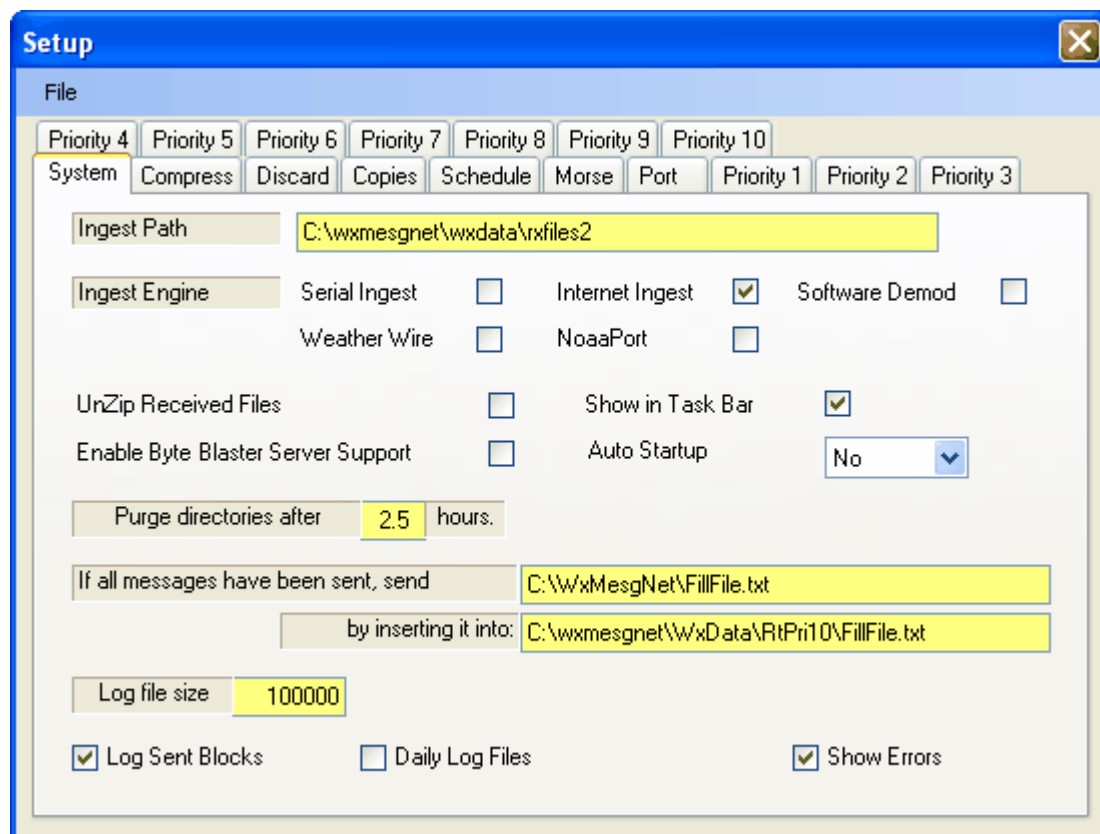 Setup
File
Priority 4 Priority 5 Priority 6 Priority 7 Priority 8 Priority 9 Priority 10
System Compress Discard Copies Schedule Morse Port Priority 1 Priority 2 Priority 3
Ingest Path C:\wxmesgnet\wxdata\rxfiles2
Ingest Engine Serial Ingest Internet Ingest Software Demod
Weather Wire NoaaPort
UnZip Received Files Show in Task Bar
Enable Byte Blaster Server Support Auto Startup No
Purge directories after 2.5 hours.
If all messages have been sent, send C:\WxMesgNet\FillFile.txt
by inserting it into: C:\wxmesgnet\WxData\RtPri10\FillFile.txt
Log file size 100000
Log Sent Blocks Daily Log Files Show Errors